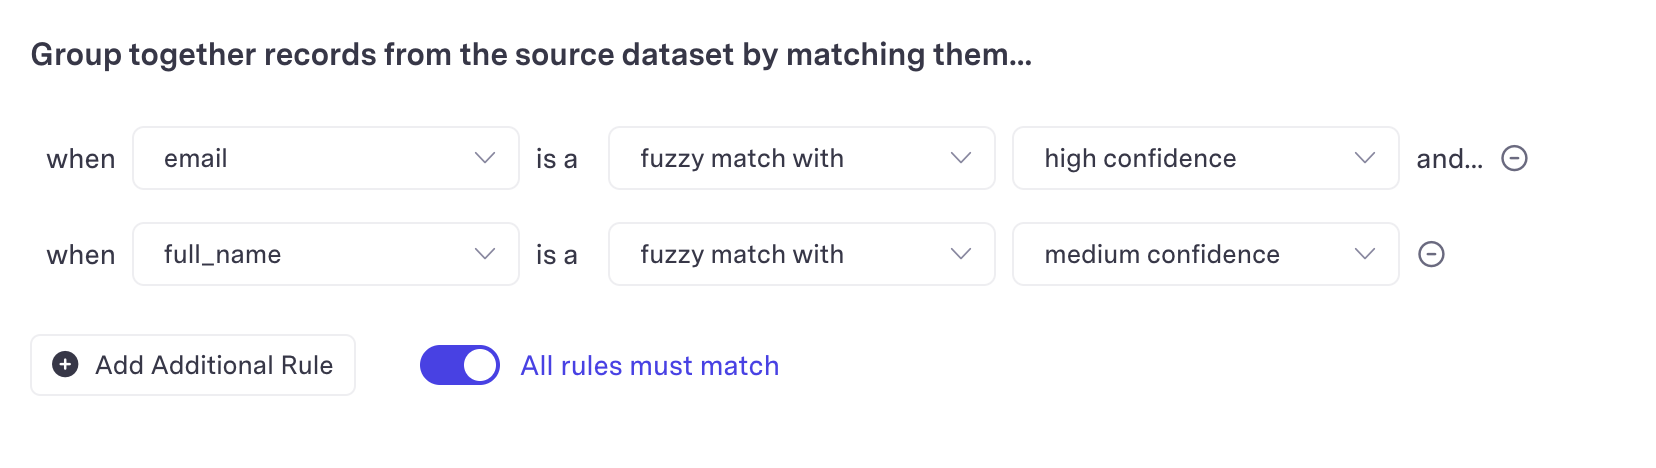 Group together records from the source dataset by matching them...
when email is a fuzzy match with high confidence and...
when full_name is a fuzzy match with medium confidence
Add Additional Rule All rules must match